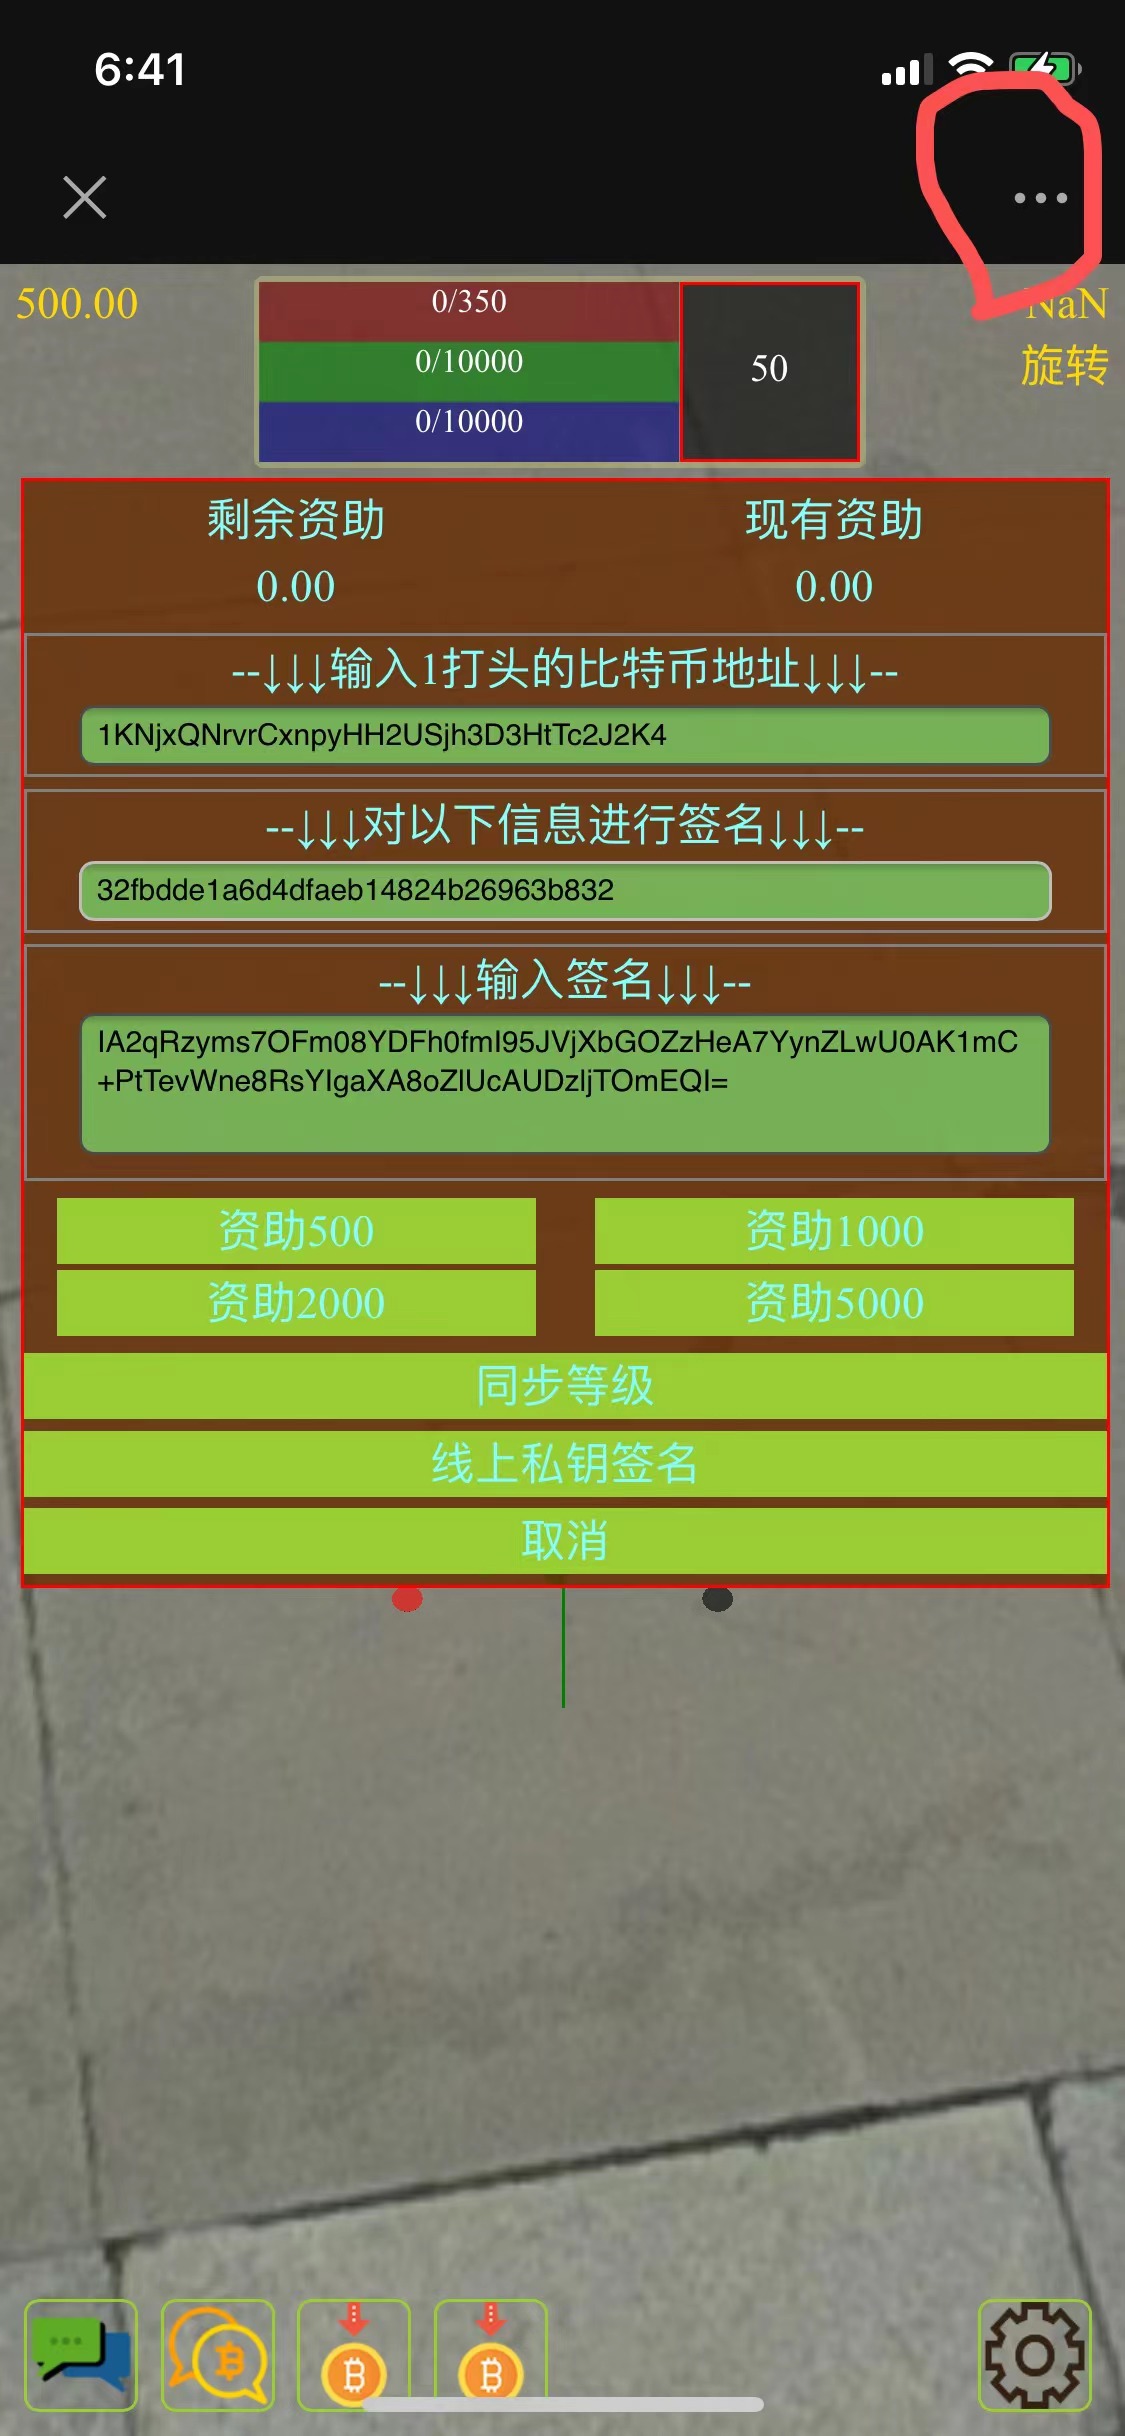 6:41
500.00
0/350
0/10000
0/10000
50
NaN
旋转
剩余资助
现有资助
0.00
0.00
--↓↓↓输入1打头的比特币地址↓↓↓--
1KNjxQNrvrCxnpyHH2USjh3D3HtTc2J2K4
--↓↓↓对以下信息进行签名↓↓↓--
32fbdde1a6d4dfaeb14824b26963b832
--↓↓↓输入签名↓↓↓--
IA2qRzyms7OFm08YDFh0fmI95JVjXbGOZzHeA7YynZLwU0AK1mC
+PtTevWne8RsYIgaXA8oZlUcAUDzljTOmEQI=
资助500
资助1000
资助2000
资助5000
同步等级
线上私钥签名
取消